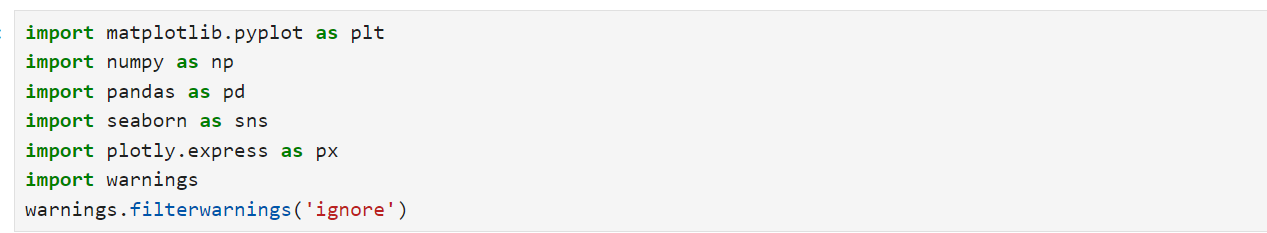 import matplotlib.pyplot as plt
import numpy as np
import pandas as pd
import seaborn as sns
import plotly.express as px
import warnings
warnings.filterwarnings('ignore')